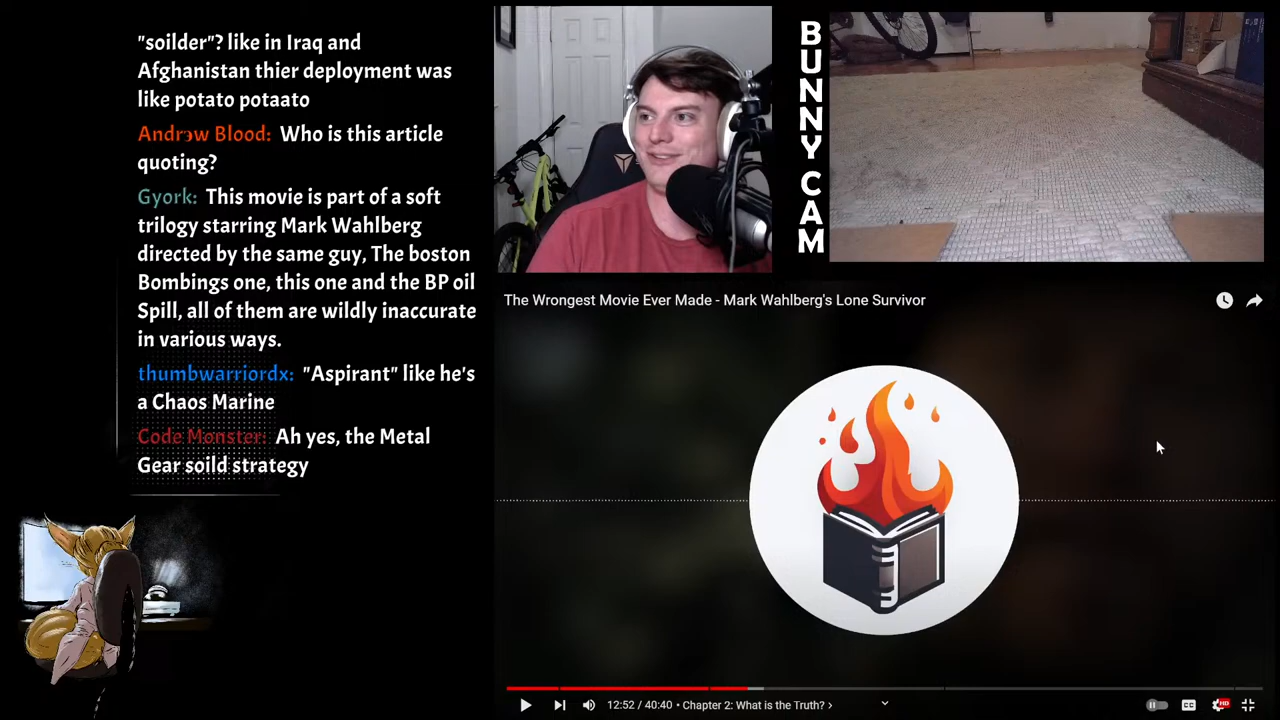 "soilder"? like in Iraq and
Afghanistan thier deployment was
like potato potaato
Andrew Blood: Who is this article
quoting?
Gyork: This movie is part of a soft
trilogy starring Mark Wahlberg
directed by the same guy, The boston
Bombings one, this one and the BP oil
Spill, all of them are wildly inaccurate
in various ways.
thumbwarriordx: "Aspirant" like he's
a Chaos Marine
Code Monster: Ah yes, the Metal
Gear soild strategy
BUNNY CAM
The Wrongest Movie Ever Made - Mark Wahlberg's Lone Survivor
12:52 / 40:40 • Chapter 2: What is the Truth? ›
CC
HD